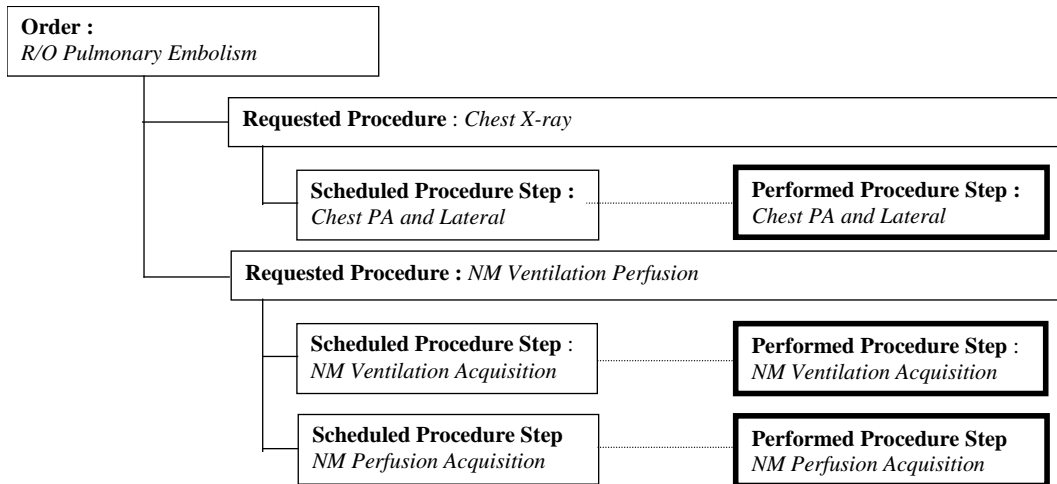 Order :
R/O Pulmonary Embolism
Requested Procedure : Chest X-ray
Scheduled Procedure Step :
Chest PA and Lateral
Performed Procedure Step :
Chest PA and Lateral
Requested Procedure : NM Ventilation Perfusion
Scheduled Procedure Step :
NM Ventilation Acquisition
Performed Procedure Step :
NM Ventilation Acquisition
Scheduled Procedure Step
NM Perfusion Acquisition
Performed Procedure Step
NM Perfusion Acquisition